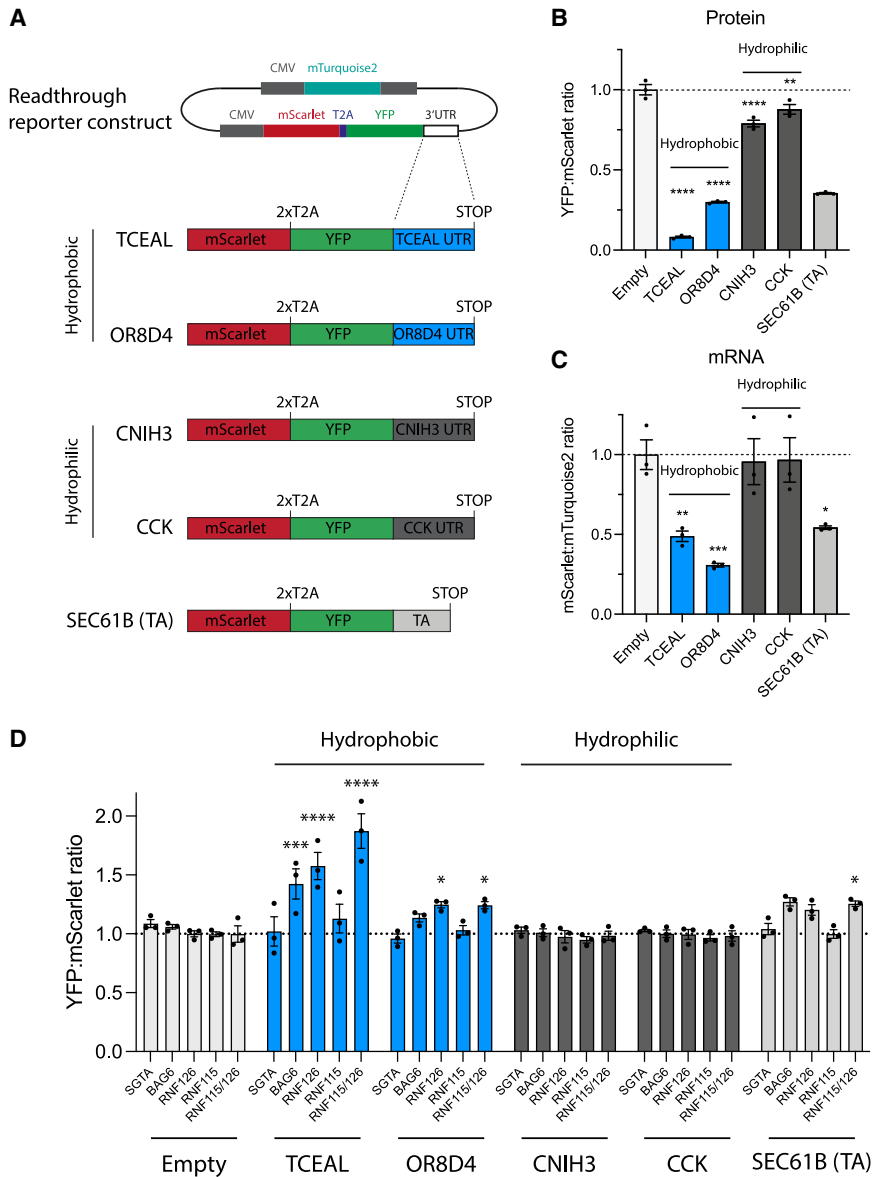 A
CMV mTurquoise2
Readthrough
reporter construct
CMV mScarlet T2A YFP 3'UTR
2xT2A STOP
Hydrophobic
TCEAL mScarlet YFP TCEAL UTR
2xT2A STOP
OR8D4 mScarlet YFP OR8D4 UTR
2xT2A STOP
Hydrophilic
CNIH3 mScarlet YFP CNIH3 UTR
2xT2A STOP
CCK mScarlet YFP CCK UTR
2xT2A STOP
SEC61B (TA) mScarlet YFP TA
B
Protein
Hydrophilic
**
****
Hydrophobic
**** ****
YFP:mScarlet ratio
1.0
0.5
0.0
Empty TCEAL OR8D4 CNIH3 CCK SEC61B (TA)
C
mRNA
Hydrophilic
Hydrophobic
** *** *
mScarlet:mTurquoise2 ratio
1.0
0.5
0.0
Empty TCEAL OR8D4 CNIH3 CCK SEC61B (TA)
D
Hydrophobic Hydrophilic
*** **** **** * * *
YFP:mScarlet ratio
2.0
1.5
1.0
0.5
0.0
SGTA BAG6 RNF126 RNF115 RNF115/126 SGTA BAG6 RNF126 RNF115 RNF115/126 SGTA BAG6 RNF126 RNF115 RNF115/126 SGTA BAG6 RNF126 RNF115 RNF115/126 SGTA BAG6 RNF126 RNF115 RNF115/126 SGTA BAG6 RNF126 RNF115 RNF115/126
Empty TCEAL OR8D4 CNIH3 CCK SEC61B (TA)